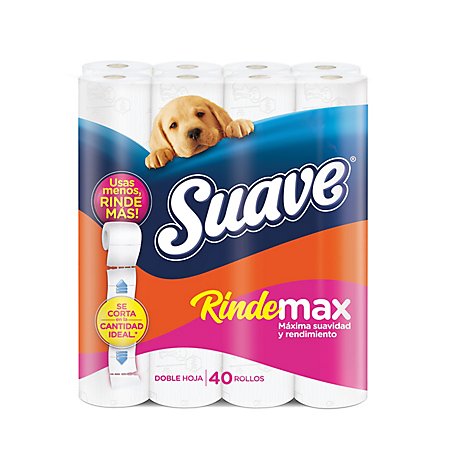 Usas
menos,
RINDE
MÁS!
Suave®
SE
CORTA
en la
CANTIDAD
IDEAL.*
Rindemax
Máxima suavidad
y rendimiento
DOBLE HOJA | 40 ROLLOS